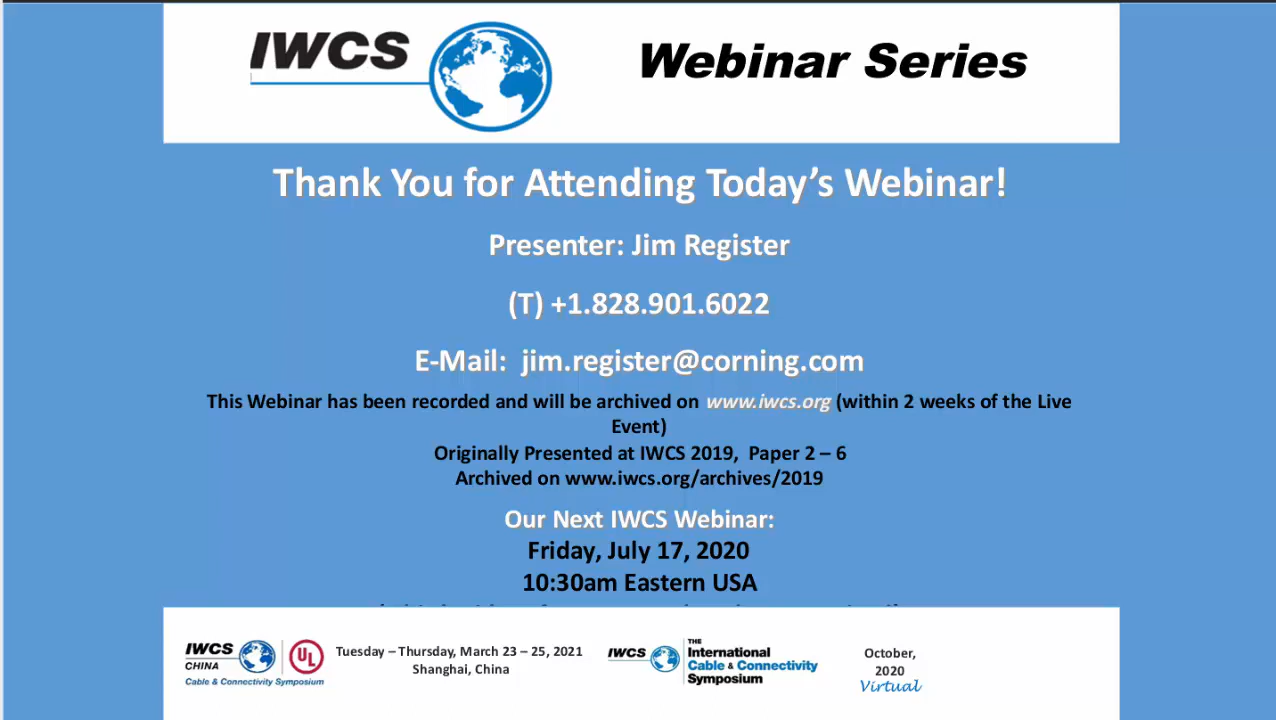 IWCS
Webinar Series
Thank You for Attending Today's Webinar!
Presenter: Jim Register
(T) +1.828.901.6022
E-Mail:  jim.register@corning.com
This Webinar has been recorded and will be archived on www.iwcs.org (within 2 weeks of the Live
Event)
Originally Presented at IWCS 2019,  Paper 2 – 6
Archived on www.iwcs.org/archives/2019
Our Next IWCS Webinar:
Friday, July 17, 2020
10:30am Eastern USA
IWCS
CHINA
UL
Cable & Connectivity Symposium
Tuesday – Thursday, March 23 – 25, 2021
Shanghai, China
IWCS
THE
International
Cable & Connectivity
Symposium
October,
2020
Virtual